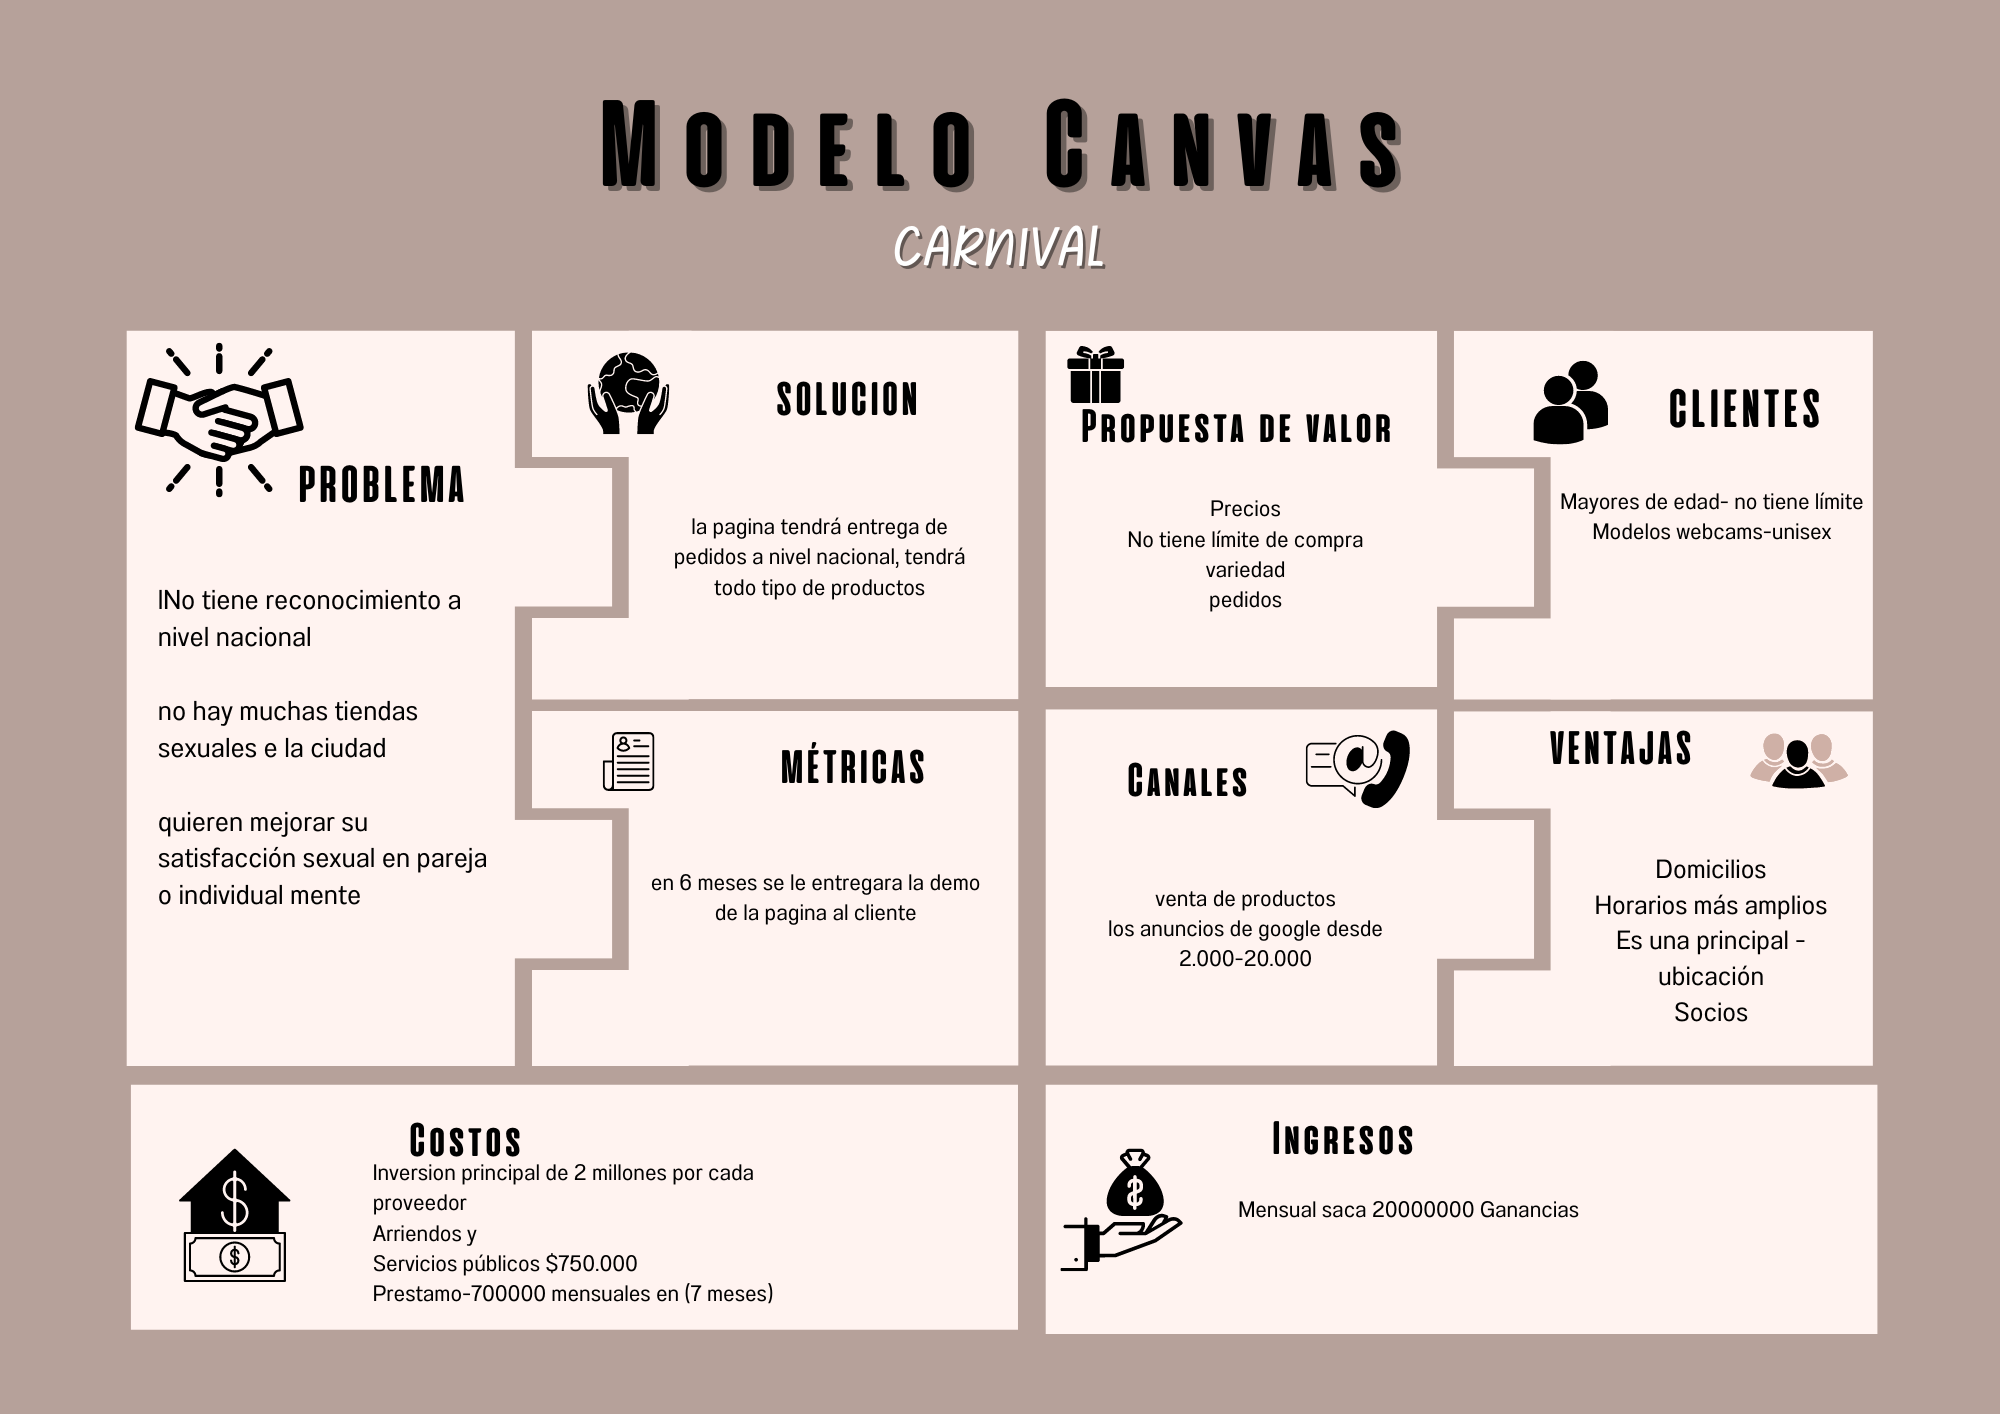 MODELO CANVAS
CARNIVAL
PROBLEMA
lNo tiene reconocimiento a
nivel nacional
no hay muchas tiendas
sexuales e la ciudad
quieren mejorar su
satisfacción sexual en pareja
o individual mente
SOLUCION
la pagina tendrá entrega de
pedidos a nivel nacional, tendrá
todo tipo de productos
MÉTRICAS
en 6 meses se le entregara la demo
de la pagina al cliente
PROPUESTA DE VALOR
Precios
No tiene límite de compra
variedad
pedidos
CANALES
venta de productos
los anuncios de google desde
2.000-20.000
CLIENTES
Mayores de edad- no tiene límite
Modelos webcams-unisex
VENTAJAS
Domicilios
Horarios más amplios
Es una principal -
ubicación
Socios
COSTOS
Inversion principal de 2 millones por cada
proveedor
Arriendos y
Servicios públicos $750.000
Prestamo-700000 mensuales en (7 meses)
INGRESOS
Mensual saca 20000000 Ganancias